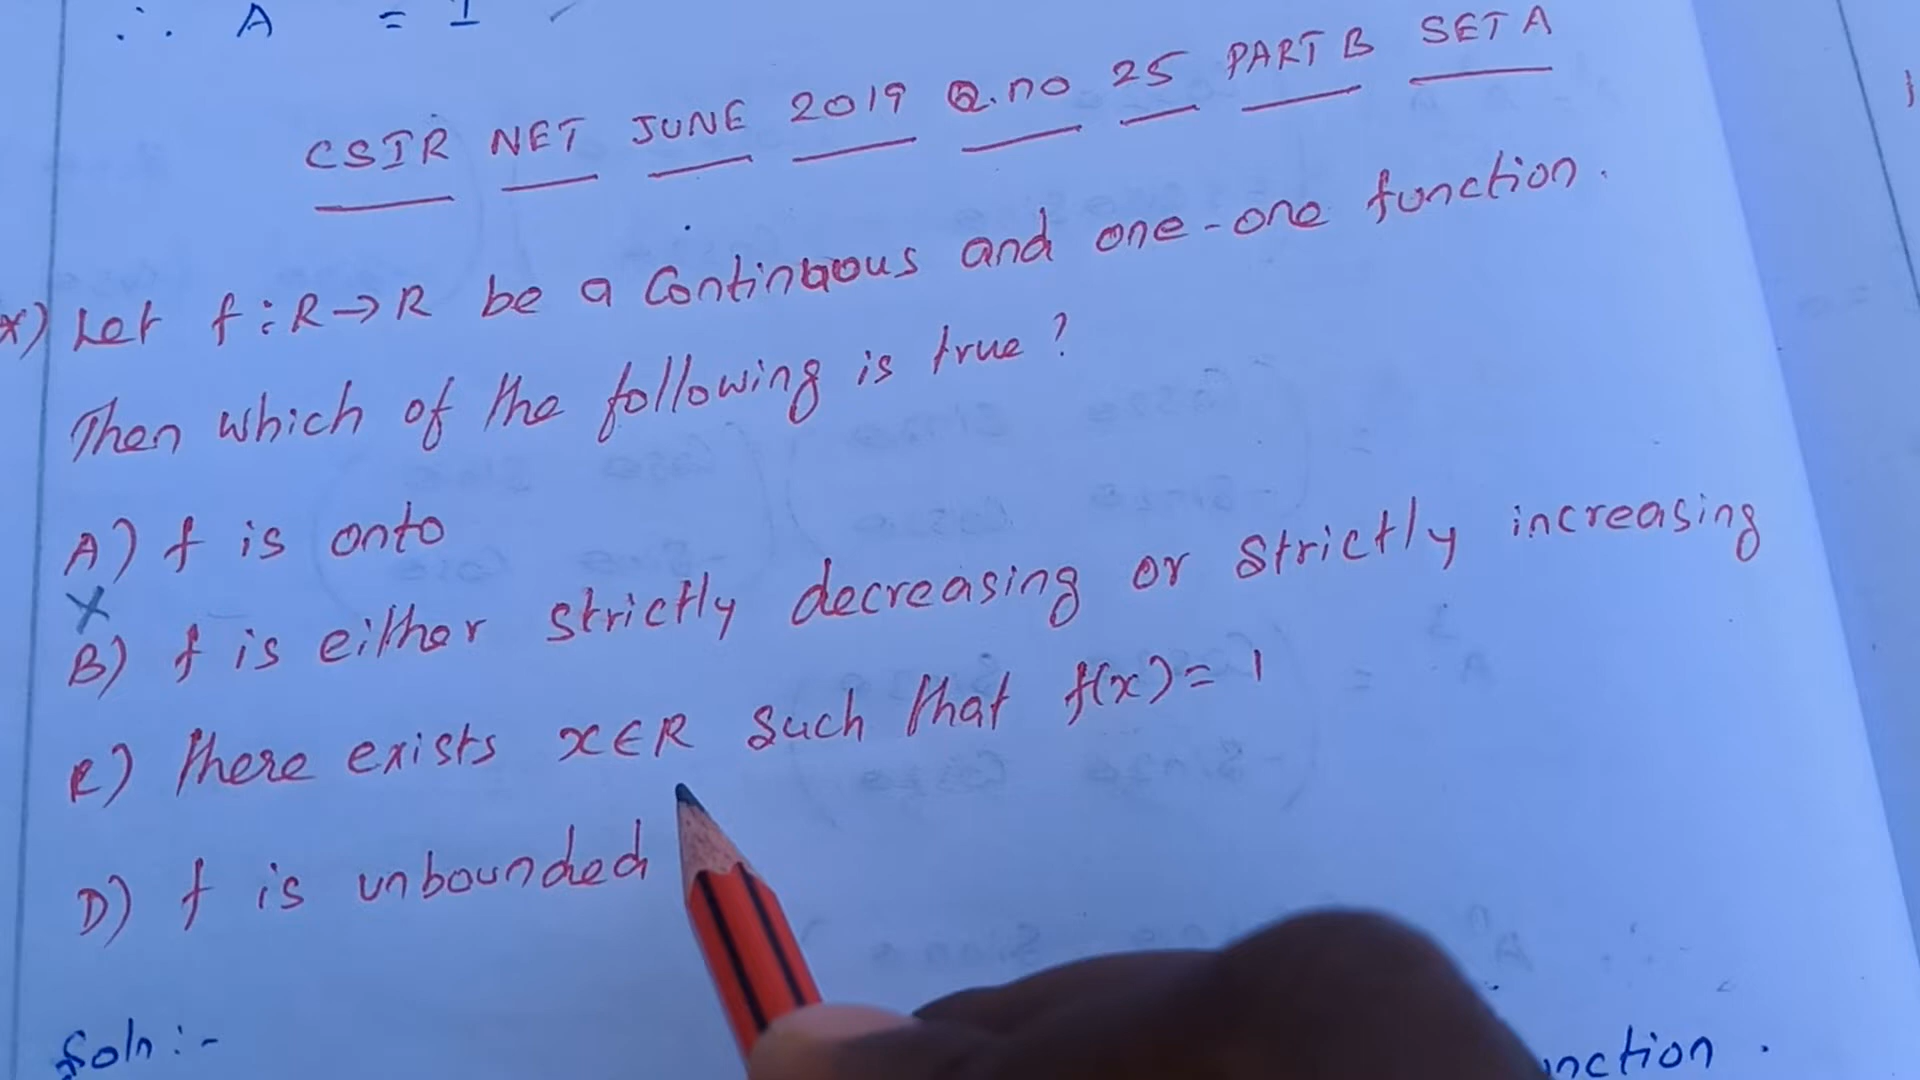 ∴ A = I
CSIR NET JUNE 2019 Q.no 25 PART B SET A
*) Let f:R→R be a Continuous and one-one function.
Then which of the following is true?
A) f is onto
X
B) f is either strictly decreasing or strictly increasing
C) there exists x∈R such that f(x)=1
D) f is unbounded
Soln:-
nction.